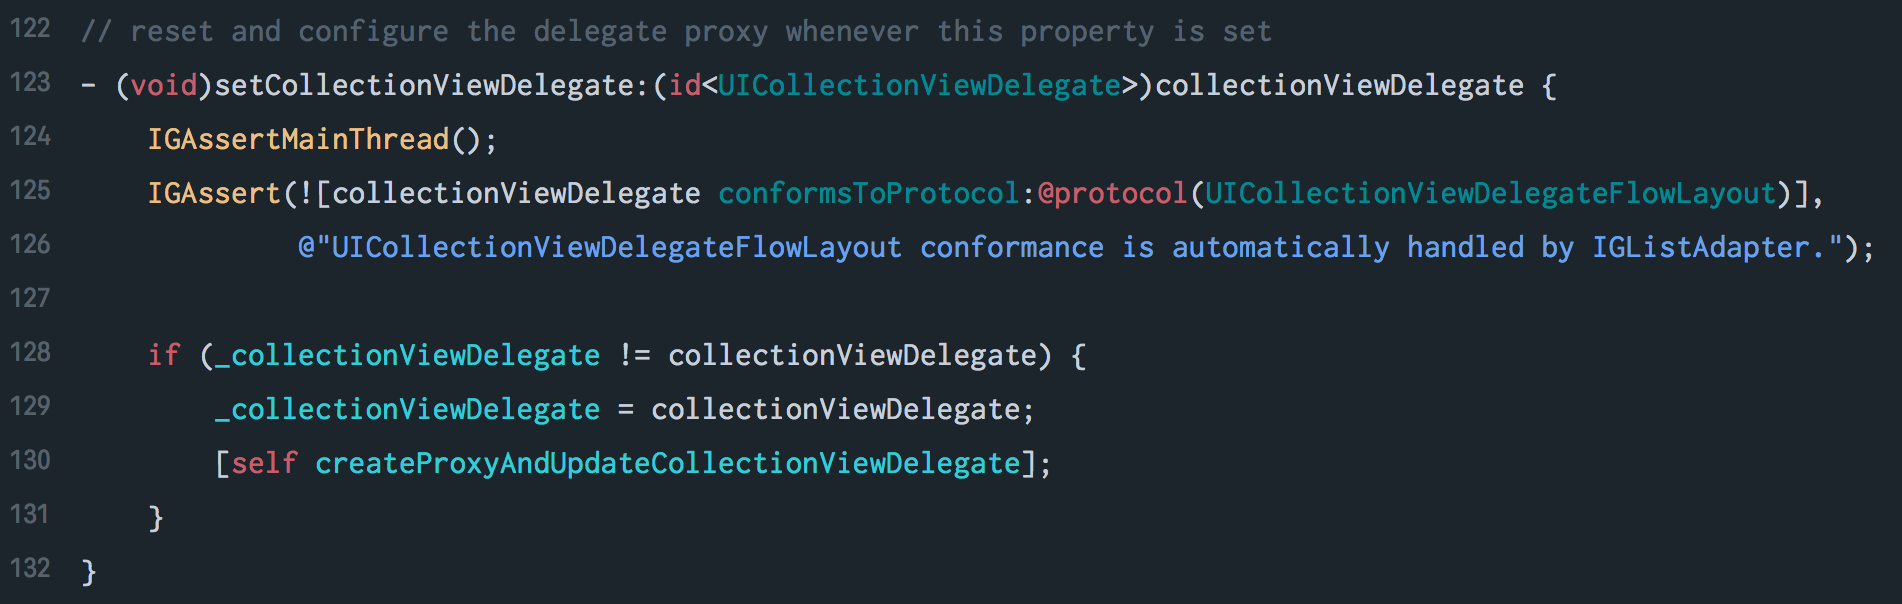 122 // reset and configure the delegate proxy whenever this property is set
123 - (void)setCollectionViewDelegate:(id<UICollectionViewDelegate>)collectionViewDelegate {
124 IGAssertMainThread();
125 IGAssert(![collectionViewDelegate conformsToProtocol:@protocol(UICollectionViewDelegateFlowLayout)],
126 @"UICollectionViewDelegateFlowLayout conformance is automatically handled by IGListAdapter.");
127
128 if (_collectionViewDelegate != collectionViewDelegate) {
129 _collectionViewDelegate = collectionViewDelegate;
130 [self createProxyAndUpdateCollectionViewDelegate];
131 }
132 }